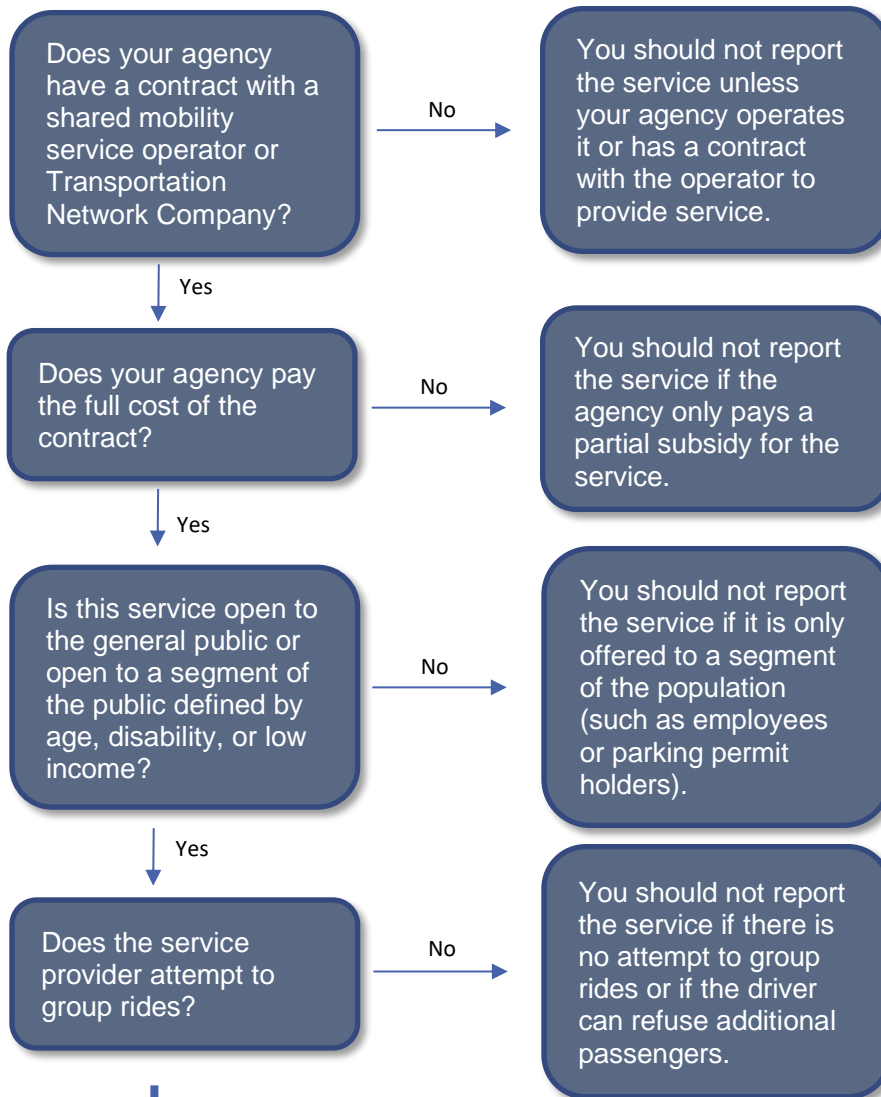 Does your agency
have a contract with a
shared mobility
service operator or
Transportation
Network Company?
No
You should not report
the service unless
your agency operates
it or has a contract
with the operator to
provide service.
Yes
Does your agency pay
the full cost of the
contract?
No
You should not report
the service if the
agency only pays a
partial subsidy for the
service.
Yes
Is this service open to
the general public or
open to a segment of
the public defined by
age, disability, or low
income?
No
You should not report
the service if it is only
offered to a segment
of the population
(such as employees
or parking permit
holders).
Yes
Does the service
provider attempt to
group rides?
No
You should not report
the service if there is
no attempt to group
rides or if the driver
can refuse additional
passengers.